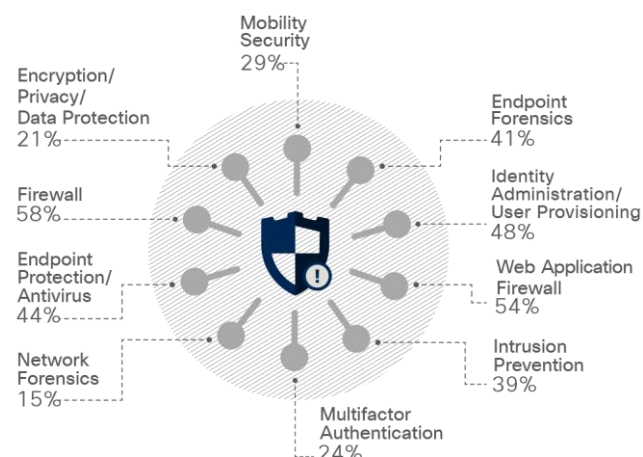 Mobility
Security
29%
Encryption/
Privacy/
Data Protection
21%
Endpoint
Forensics
41%
Firewall
58%
Identity
Administration/
User Provisioning
48%
Endpoint
Protection/
Antivirus
44%
Web Application
Firewall
54%
!
Network
Forensics
15%
Intrusion
Prevention
39%
Multifactor
Authentication
24%